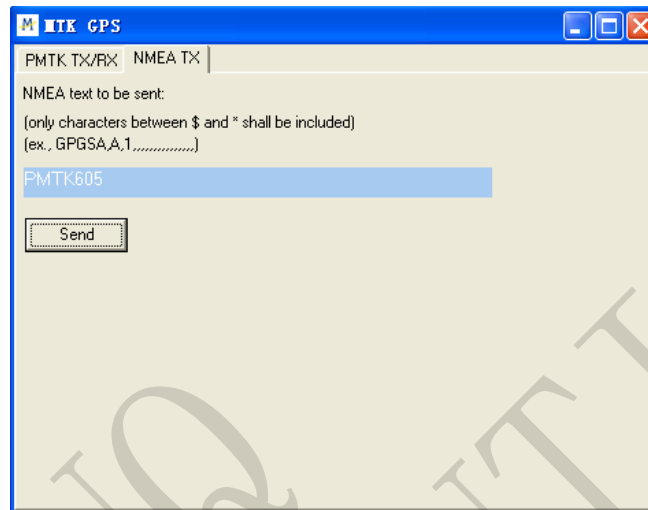 MTK GPS
PMTK TX/RX NMEA TX
NMEA text to be sent:
(only characters between $ and * shall be included)
(ex., GPGSA,A,1,,,,,,,,,,,,,,,)
PMTK605
Send